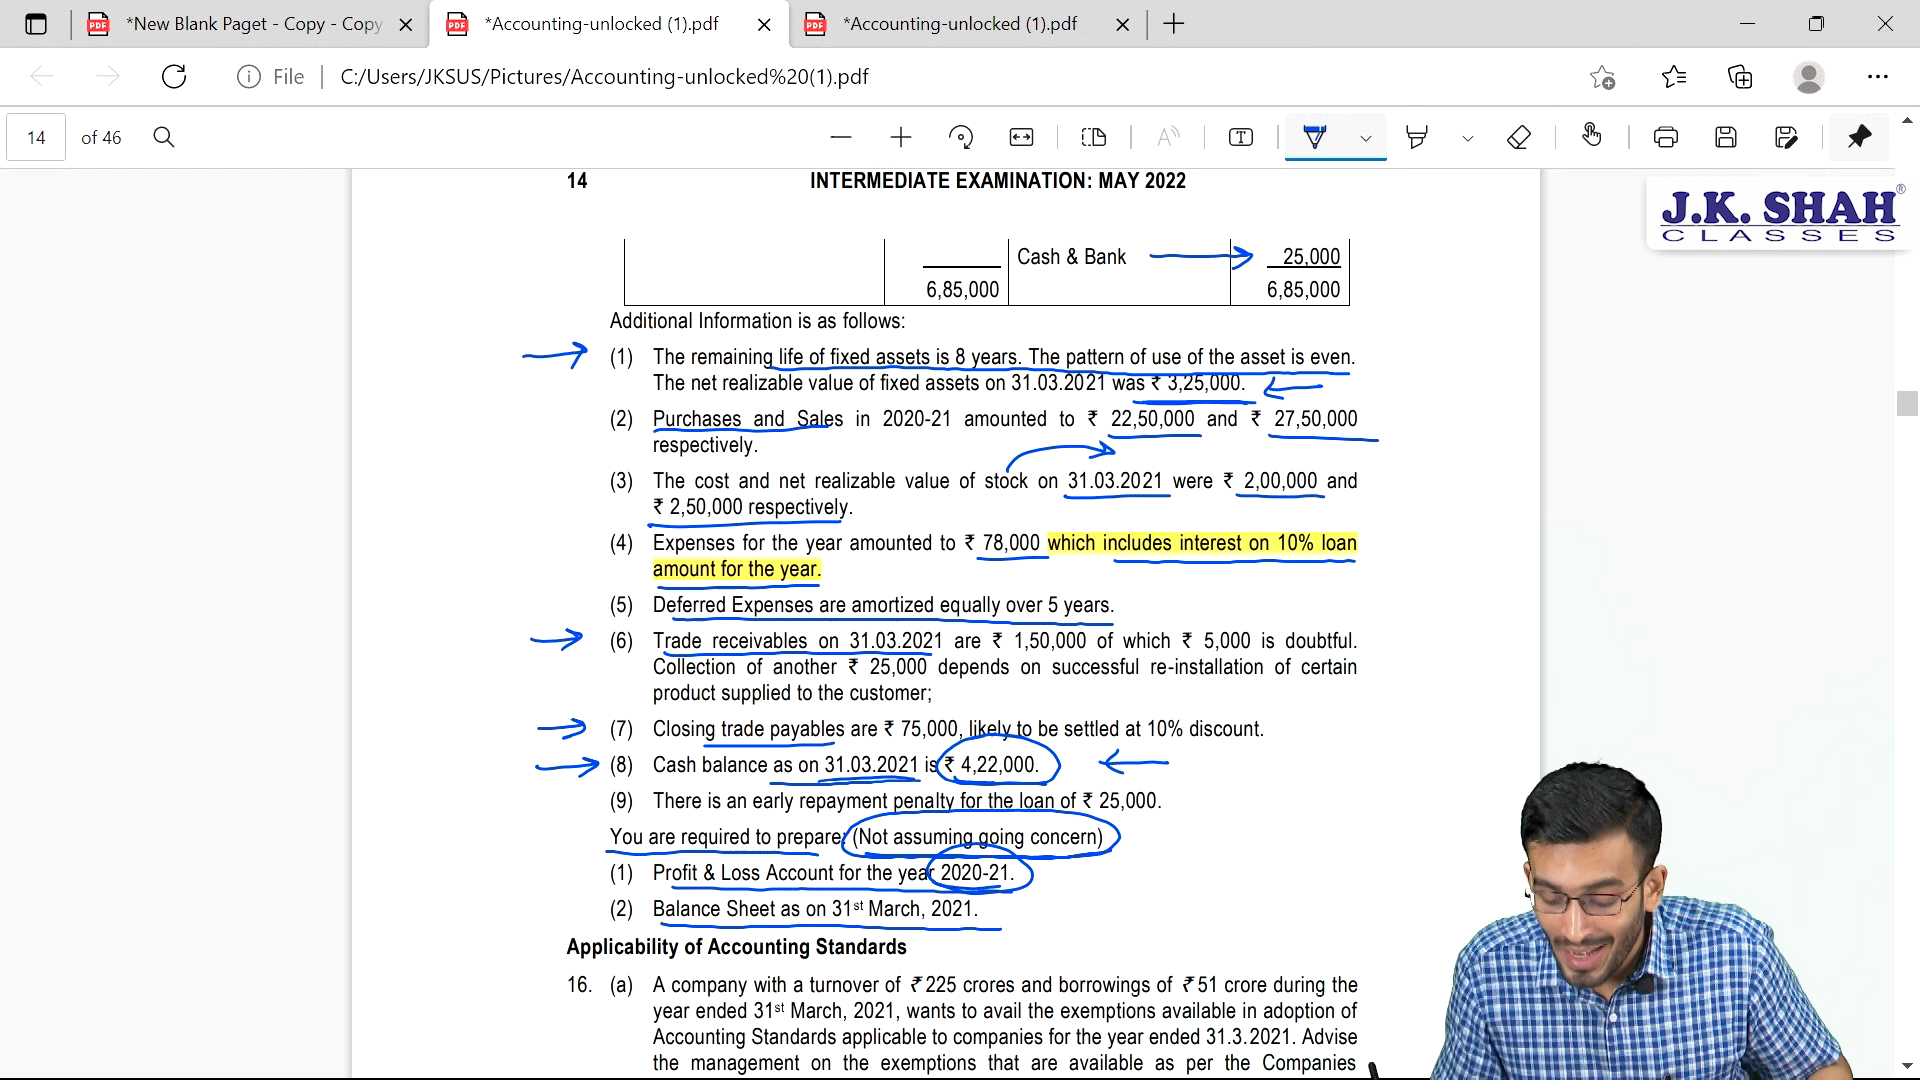 *New Blank Paget - Copy - Copy
*Accounting-unlocked (1).pdf
*Accounting-unlocked (1).pdf
File
C:/Users/JKSUS/Pictures/Accounting-unlocked%20(1).pdf
14 of 46
14 INTERMEDIATE EXAMINATION: MAY 2022
J.K. SHAH®
CLASSES
Cash & Bank 25,000
6,85,000 6,85,000
Additional Information is as follows:
(1) The remaining life of fixed assets is 8 years. The pattern of use of the asset is even.
The net realizable value of fixed assets on 31.03.2021 was ₹ 3,25,000.
(2) Purchases and Sales in 2020-21 amounted to ₹ 22,50,000 and ₹ 27,50,000
respectively.
(3) The cost and net realizable value of stock on 31.03.2021 were ₹ 2,00,000 and
₹ 2,50,000 respectively.
(4) Expenses for the year amounted to ₹ 78,000 which includes interest on 10% loan
amount for the year.
(5) Deferred Expenses are amortized equally over 5 years.
(6) Trade receivables on 31.03.2021 are ₹ 1,50,000 of which ₹ 5,000 is doubtful.
Collection of another ₹ 25,000 depends on successful re-installation of certain
product supplied to the customer;
(7) Closing trade payables are ₹ 75,000, likely to be settled at 10% discount.
(8) Cash balance as on 31.03.2021 is ₹ 4,22,000.
(9) There is an early repayment penalty for the loan of ₹ 25,000.
You are required to prepare: (Not assuming going concern)
(1) Profit & Loss Account for the year 2020-21.
(2) Balance Sheet as on 31st March, 2021.
Applicability of Accounting Standards
16. (a) A company with a turnover of ₹ 225 crores and borrowings of ₹ 51 crore during the
year ended 31st March, 2021, wants to avail the exemptions available in adoption of
Accounting Standards applicable to companies for the year ended 31.3.2021. Advise
the management on the exemptions that are available as per the Companies